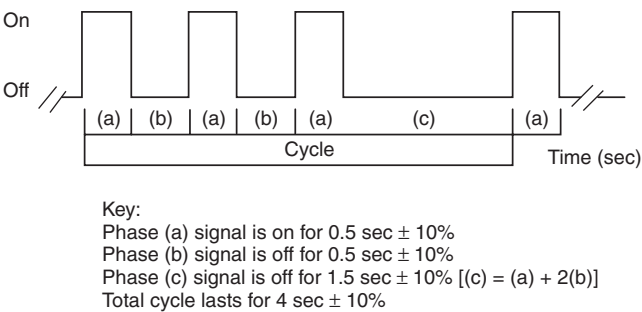 On
Off
(a) (b) (a) (b) (a) (c) (a)
Cycle
Time (sec)
Key:
Phase (a) signal is on for 0.5 sec ± 10%
Phase (b) signal is off for 0.5 sec ± 10%
Phase (c) signal is off for 1.5 sec ± 10% [(c) = (a) + 2(b)]
Total cycle lasts for 4 sec ± 10%